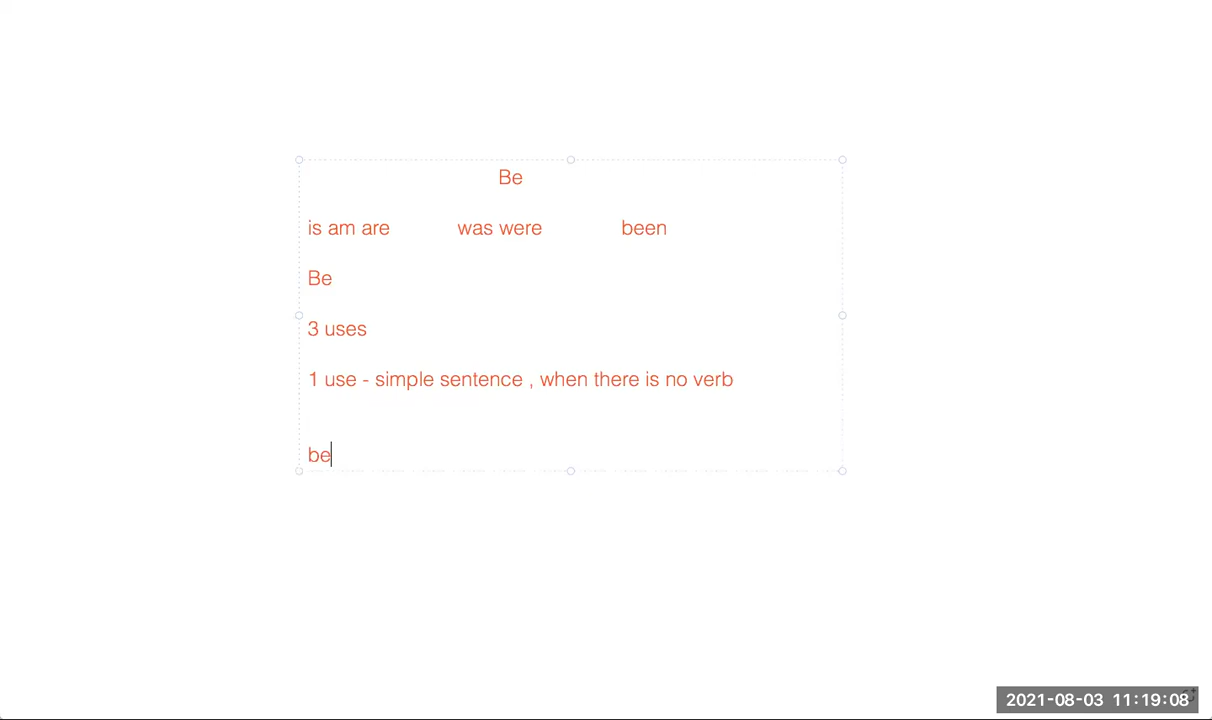 Be
is am are was were been
Be
3 uses
1 use - simple sentence , when there is no verb
be
2021-08-03 11:19:08